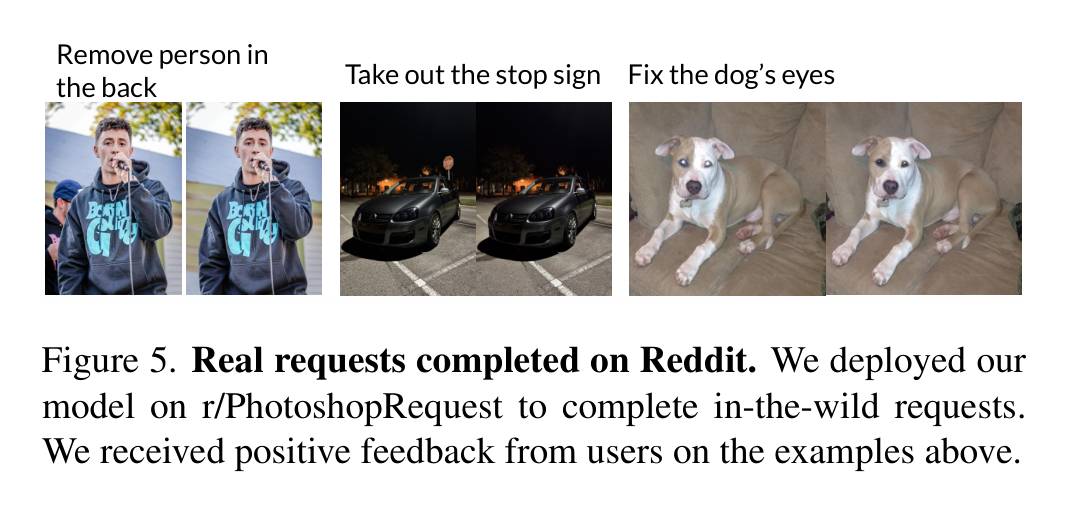 Remove person in
the back
Take out the stop sign
Fix the dog's eyes
Figure 5. Real requests completed on Reddit. We deployed our
model on r/PhotoshopRequest to complete in-the-wild requests.
We received positive feedback from users on the examples above.